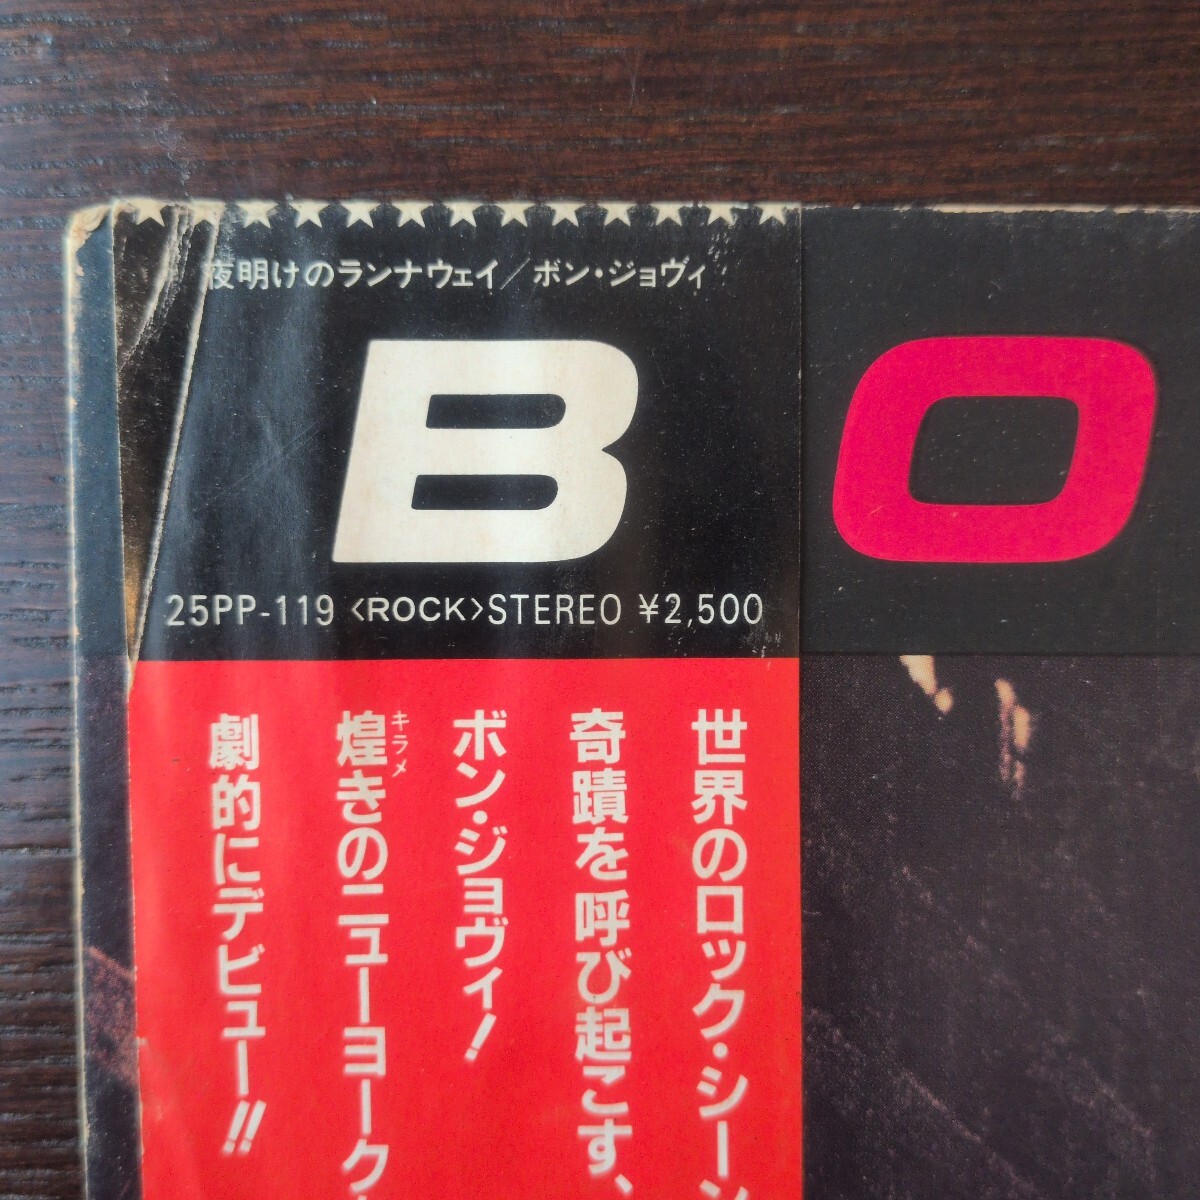 夜明けのランナウェイ／ボン・ジョヴィ
BO
25PP-119 〈ROCK〉STEREO ¥2,500
世界のロック・シーン
奇蹟を呼び起こす、
ボン・ジョヴィ!
キラメ
煌きのニューヨーク
劇的にデビュー!!